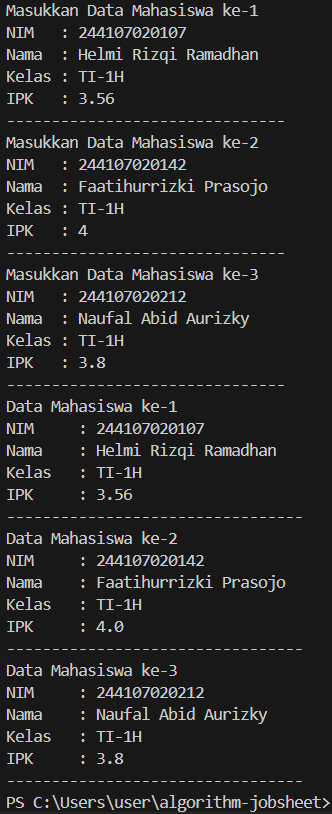 Masukkan Data Mahasiswa ke-1
NIM   : 244107020107
Nama  : Helmi Rizqi Ramadhan
Kelas : TI-1H
IPK   : 3.56
-------------------------------
Masukkan Data Mahasiswa ke-2
NIM   : 244107020142
Nama  : Faatihurrizki Prasojo
Kelas : TI-1H
IPK   : 4
-------------------------------
Masukkan Data Mahasiswa ke-3
NIM   : 244107020212
Nama  : Naufal Abid Aurizky
Kelas : TI-1H
IPK   : 3.8
-------------------------------
Data Mahasiswa ke-1
NIM     : 244107020107
Nama    : Helmi Rizqi Ramadhan
Kelas   : TI-1H
IPK     : 3.56
---------------------------------
Data Mahasiswa ke-2
NIM     : 244107020142
Nama    : Faatihurrizki Prasojo
Kelas   : TI-1H
IPK     : 4.0
---------------------------------
Data Mahasiswa ke-3
NIM     : 244107020212
Nama    : Naufal Abid Aurizky
Kelas   : TI-1H
IPK     : 3.8
---------------------------------
PS C:\Users\user\algorithm-jobsheet>